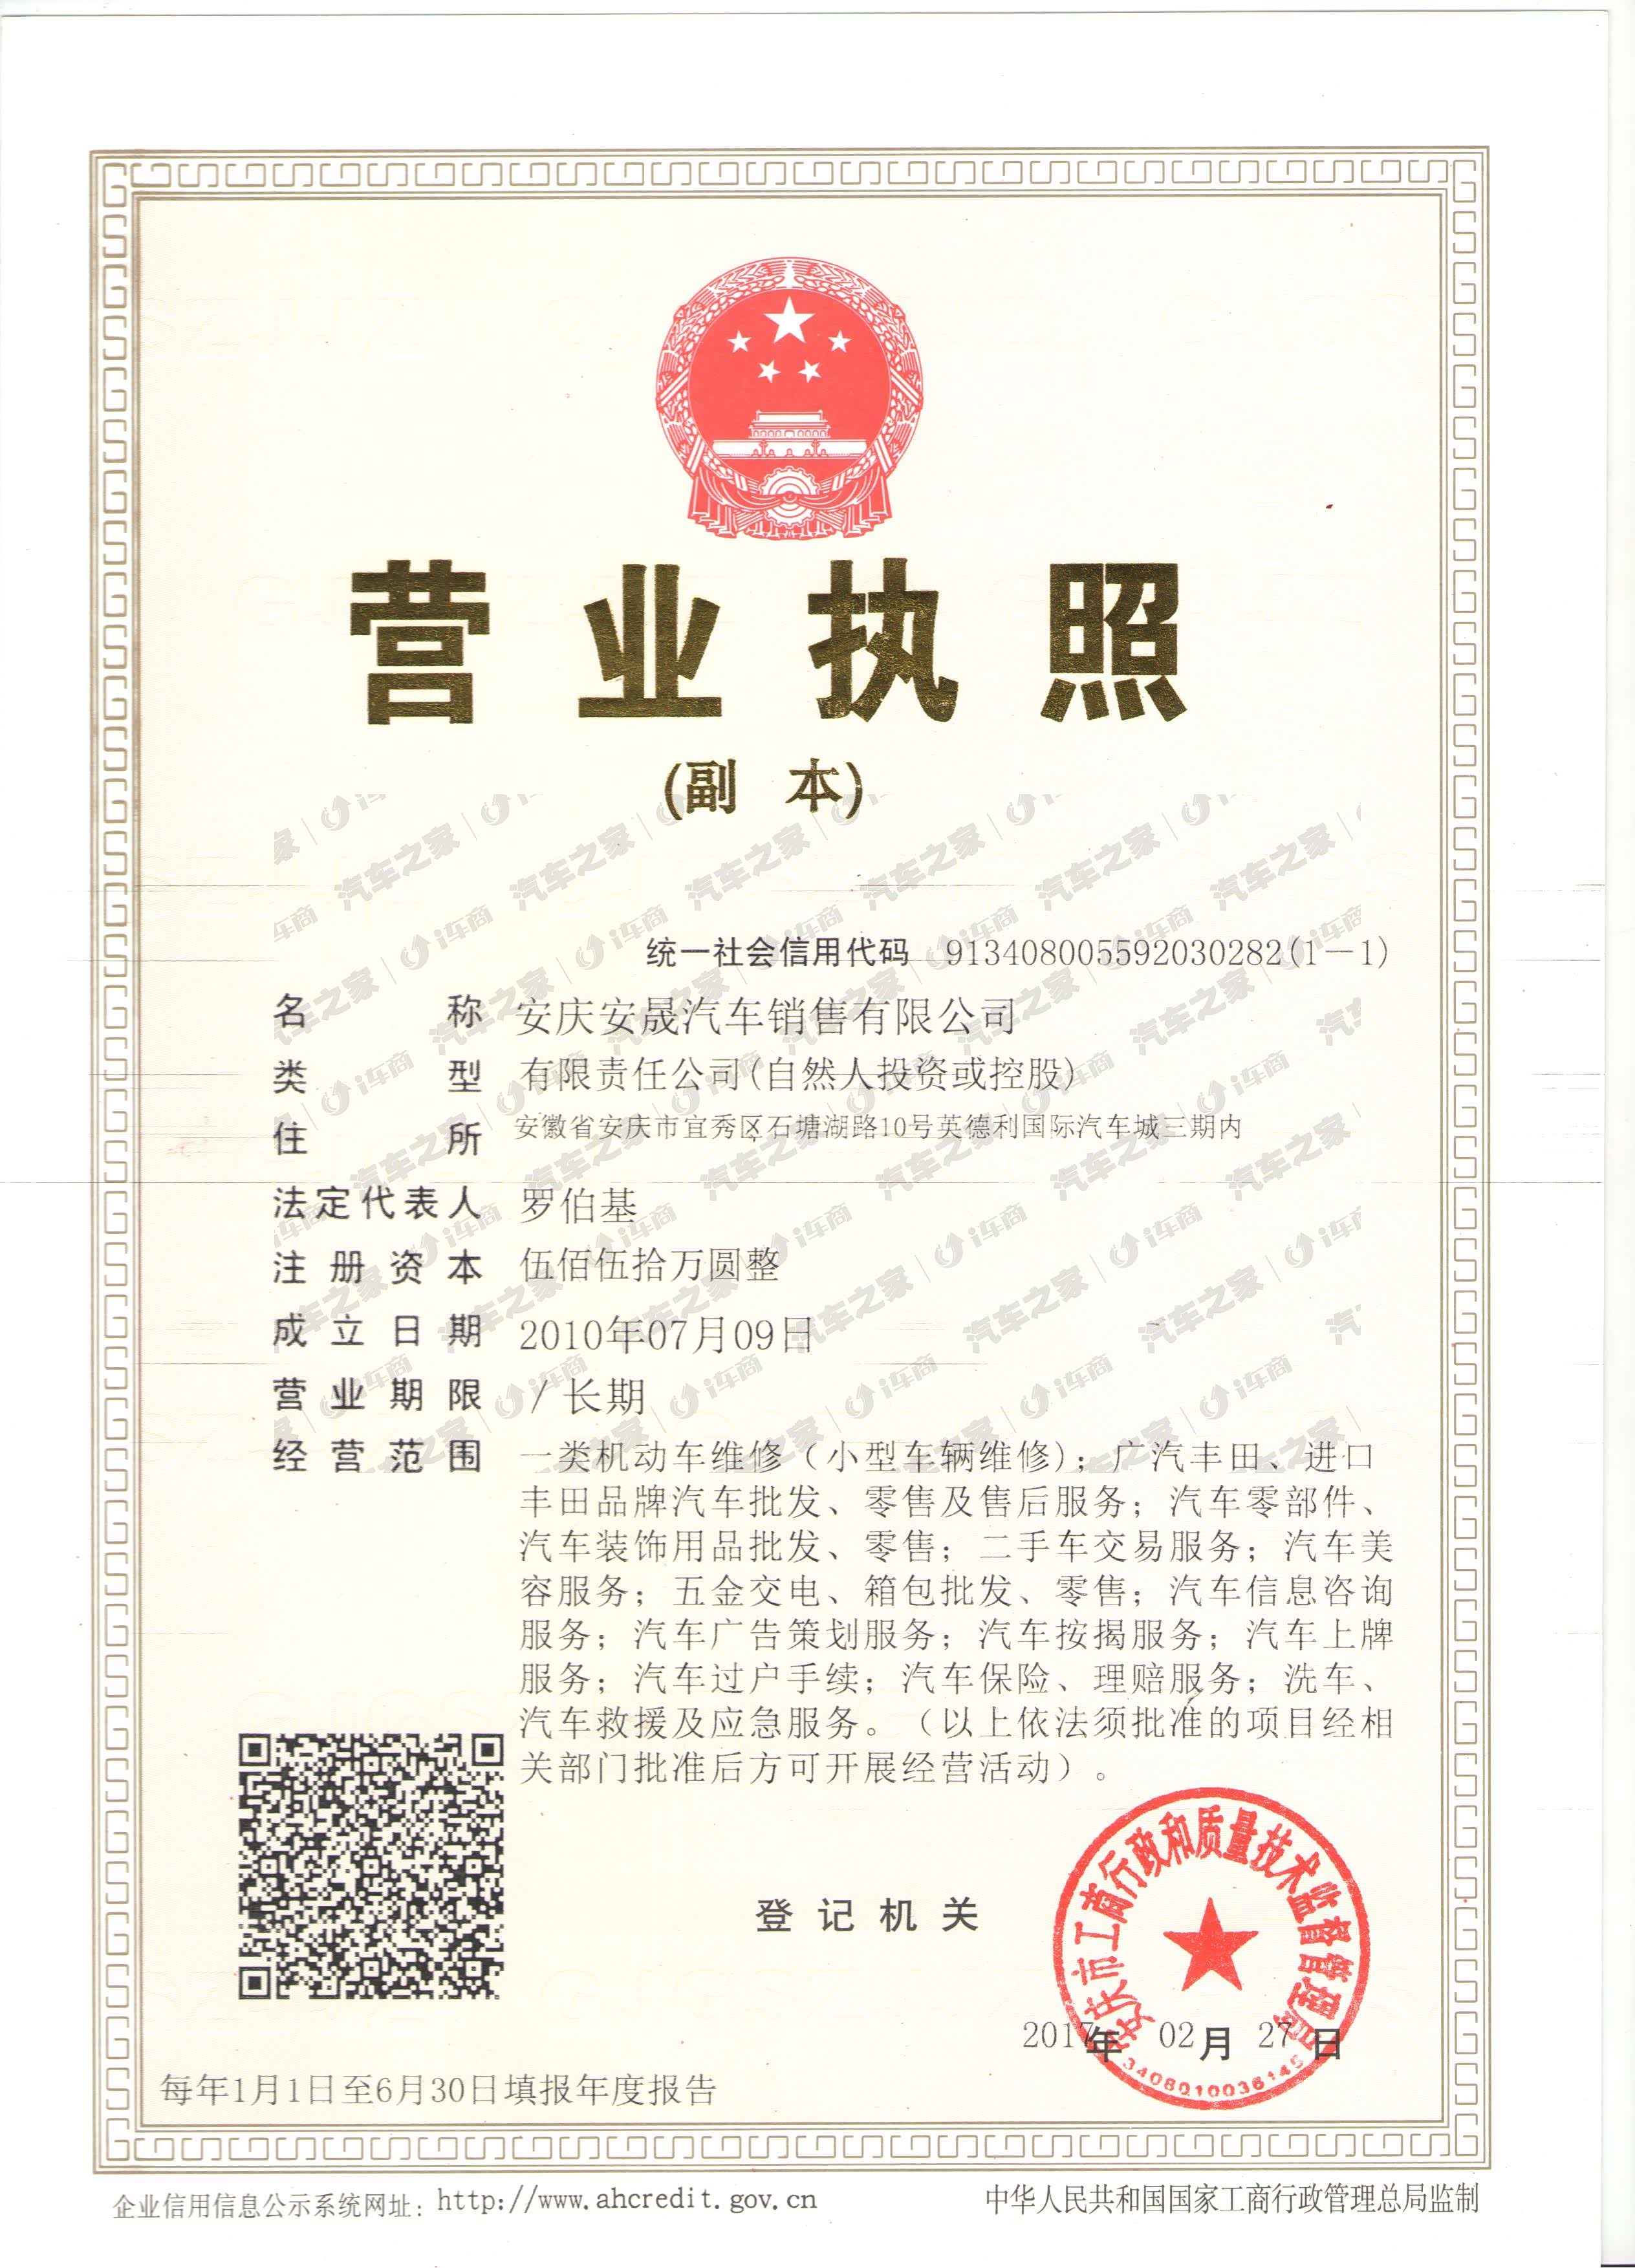 营业执照
(副 本)
统一社会信用代码 913408005592030282(1-1)
名 称 安庆安晟汽车销售有限公司
类 型 有限责任公司(自然人投资或控股)
住 所 安徽省安庆市宜秀区石塘湖路10号英德利国际汽车城三期内
法定代表人 罗伯基
注册资本 伍佰伍拾万圆整
成立日期 2010年07月09日
营业期限 / 长期
经营范围 一类机动车维修（小型车辆维修）；广汽丰田、进口
丰田品牌汽车批发、零售及售后服务；汽车零部件、
汽车装饰用品批发、零售；二手车交易服务；汽车美
容服务；五金交电、箱包批发、零售；汽车信息咨询
服务；汽车广告策划服务；汽车按揭服务；汽车上牌
服务；汽车过户手续；汽车保险、理赔服务；洗车、
汽车救援及应急服务。（以上依法须批准的项目经相
关部门批准后方可开展经营活动）。
登记机关
安庆市工商行政和质量技术监督管理局
2017年 02月 27日
每年1月1日至6月30日填报年度报告
企业信用信息公示系统网址: http://www.ahcredit.gov.cn
中华人民共和国国家工商行政管理总局监制
汽车之家 | i车商